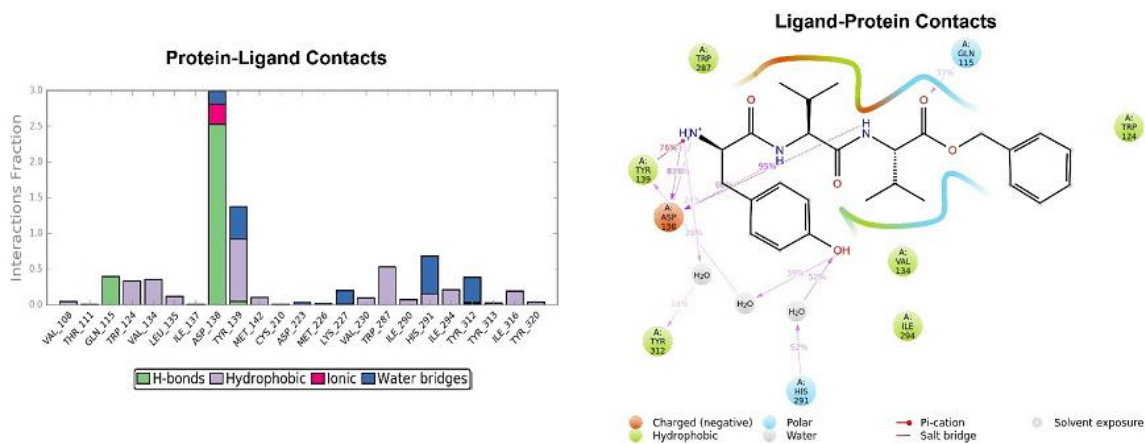 Protein-Ligand Contacts
Interactions Fraction
3.0
2.5
2.0
1.5
1.0
0.5
0.0
VAL_108
THR_111
GLN_115
TRP_124
VAL_134
LEU_135
ILE_137
ASP_138
TYR_139
MET_142
CYS_210
ASP_223
MET_226
LYS_227
VAL_230
TRP_287
ILE_290
HIS_291
ILE_294
TYR_312
TYR_313
ILE_316
TYR_320
H-bonds Hydrophobic Ionic Water bridges
Ligand-Protein Contacts
A:
TRP
287
A:
GLN
115
37%
A:
TRP
124
O
O
H
N
O
H₃N⁺
76%
N
H
O
O
95%
A:
TYR
139
83%
A:
ASP
138
OH
A:
VAL
134
H₂O
39%
52%
H₂O
H₂O
A:
ILE
294
A:
TYR
312
52%
A:
HIS
291
Charged (negative)
Hydrophobic
Polar
Water
Pi-cation
Salt bridge
Solvent exposure